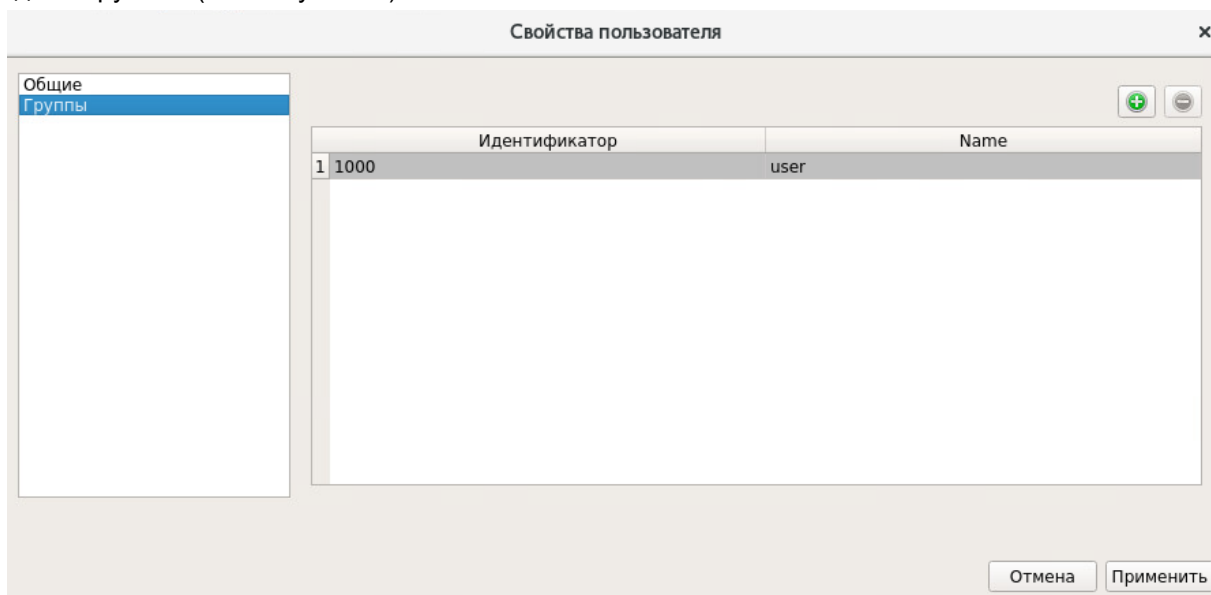 Свойства пользователя ×
Общие
Группы
Идентификатор Name
1 1000 user
Отмена Применить